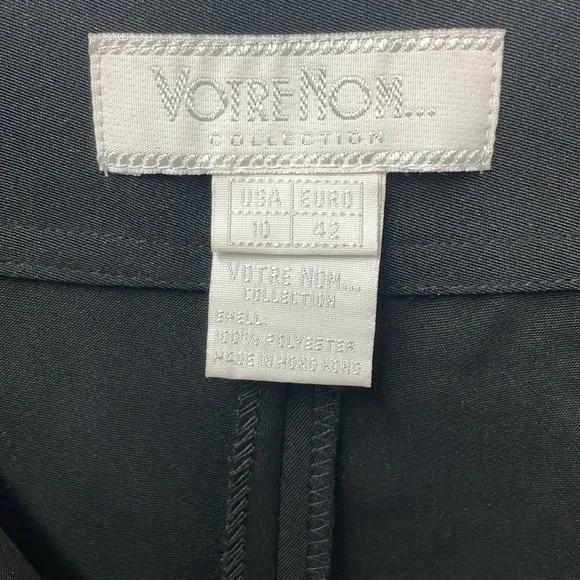 VOTRE NOM...
COLLECTION
USA EURO
10 42
VOTRE NOM...
COLLECTION
SHELL:
100% POLYESTER
MADE IN HONG KONG